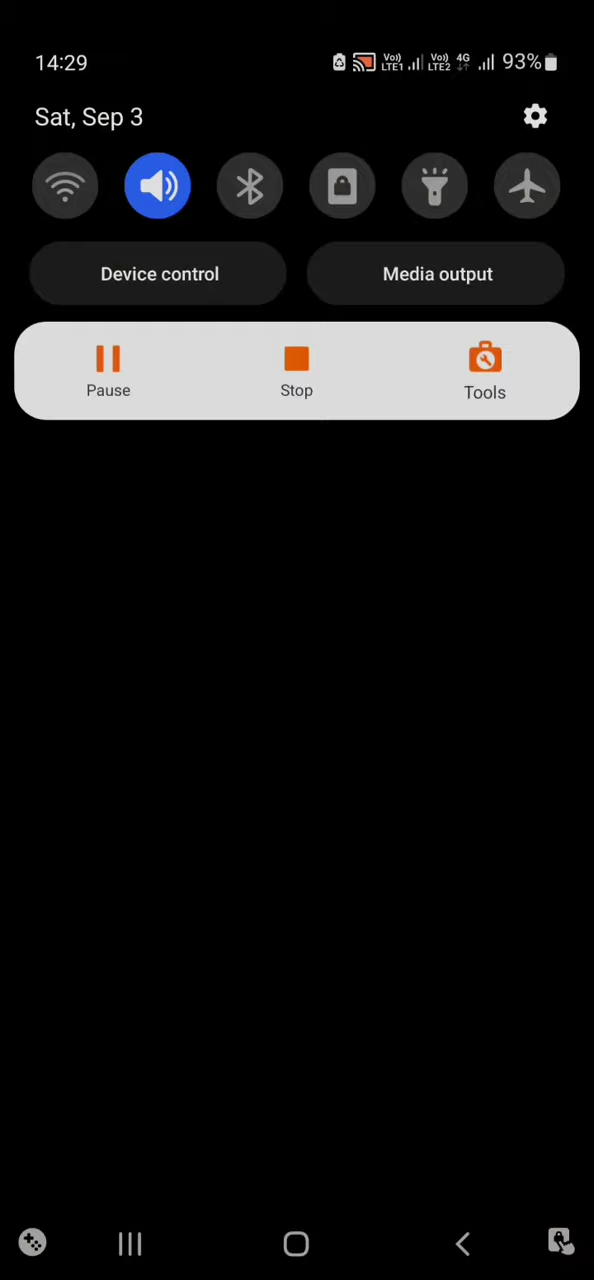 14:29 Vo)) LTE1 Vo)) LTE2 4G 93%
Sat, Sep 3
Device control Media output
Pause Stop Tools